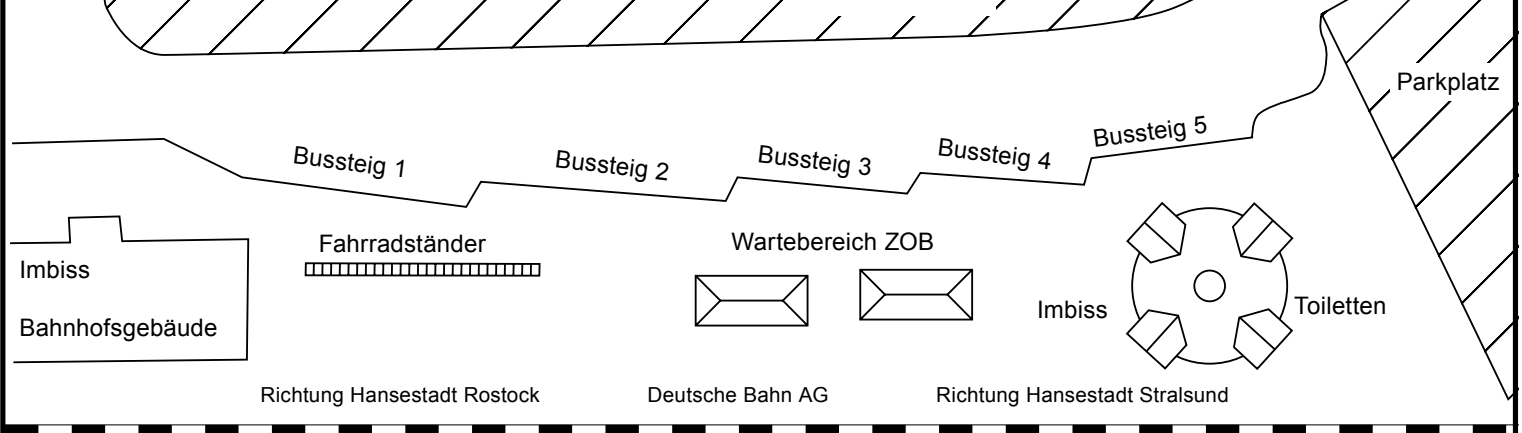 Parkplatz
Bussteig 1
Bussteig 2
Bussteig 3
Bussteig 4
Bussteig 5
Fahrradständer
Wartebereich ZOB
Imbiss
Bahnhofsgebäude
Imbiss
Toiletten
Richtung Hansestadt Rostock
Deutsche Bahn AG
Richtung Hansestadt Stralsund